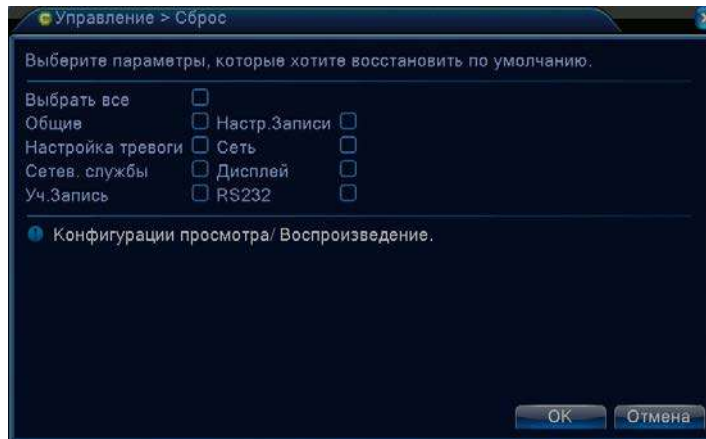 Управление > Сброс
Выберите параметры, которые хотите восстановить по умолчанию.
Выбрать все
Общие Настр.Записи
Настройка тревоги Сеть
Сетев. службы Дисплей
Уч.Запись RS232
Конфигурации просмотра/ Воспроизведение.
OK Отмена